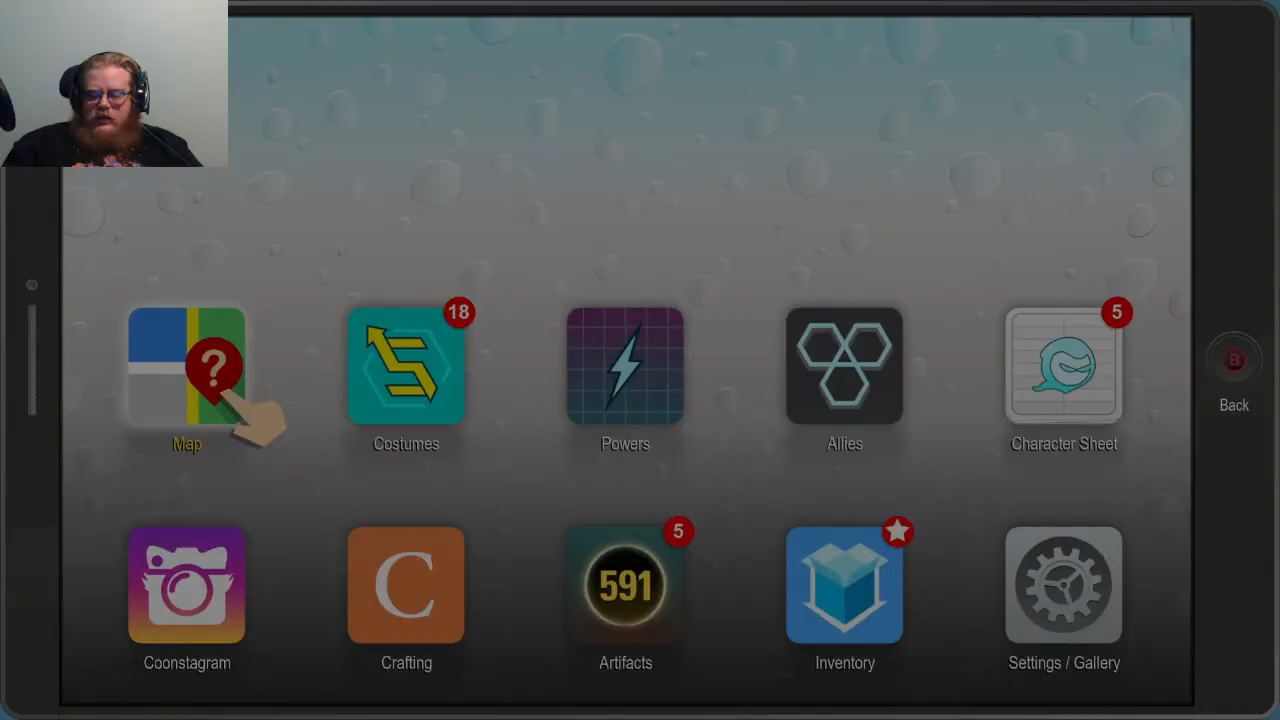 18
5
?
Map
Costumes
Powers
Allies
Character Sheet
B
Back
5
C
591
Coonstagram
Crafting
Artifacts
Inventory
Settings / Gallery